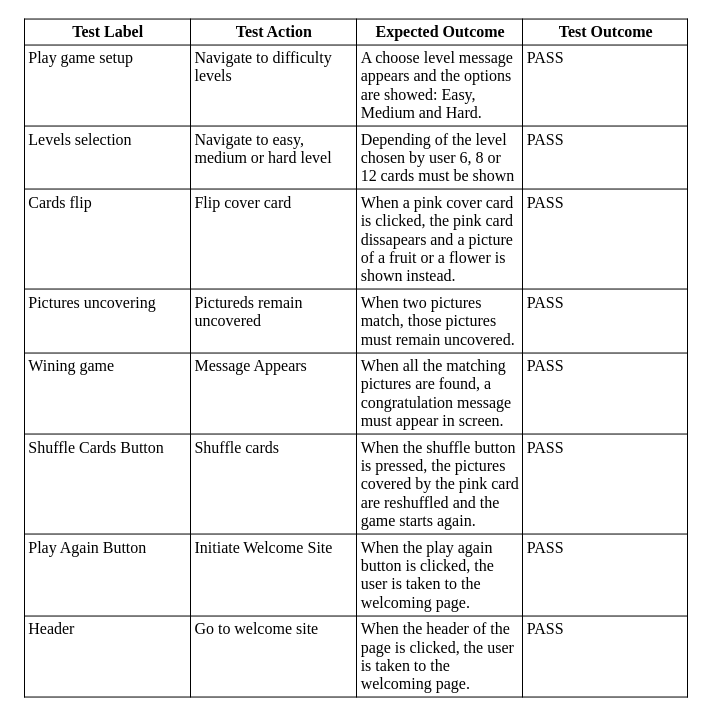 Test Label Test Action Expected Outcome Test Outcome
Play game setup
Navigate to difficulty
levels
A choose level message
appears and the options
are showed: Easy,
Medium and Hard.
PASS
Levels selection
Navigate to easy,
medium or hard level
Depending of the level
chosen by user 6, 8 or
12 cards must be shown
PASS
Cards flip
Flip cover card
When a pink cover card
is clicked, the pink card
dissapears and a picture
of a fruit or a flower is
shown instead.
PASS
Pictures uncovering
Pictureds remain
uncovered
When two pictures
match, those pictures
must remain uncovered.
PASS
Wining game
Message Appears
When all the matching
pictures are found, a
congratulation message
must appear in screen.
PASS
Shuffle Cards Button
Shuffle cards
When the shuffle button
is pressed, the pictures
covered by the pink card
are reshuffled and the
game starts again.
PASS
Play Again Button
Initiate Welcome Site
When the play again
button is clicked, the
user is taken to the
welcoming page.
PASS
Header
Go to welcome site
When the header of the
page is clicked, the user
is taken to the
welcoming page.
PASS